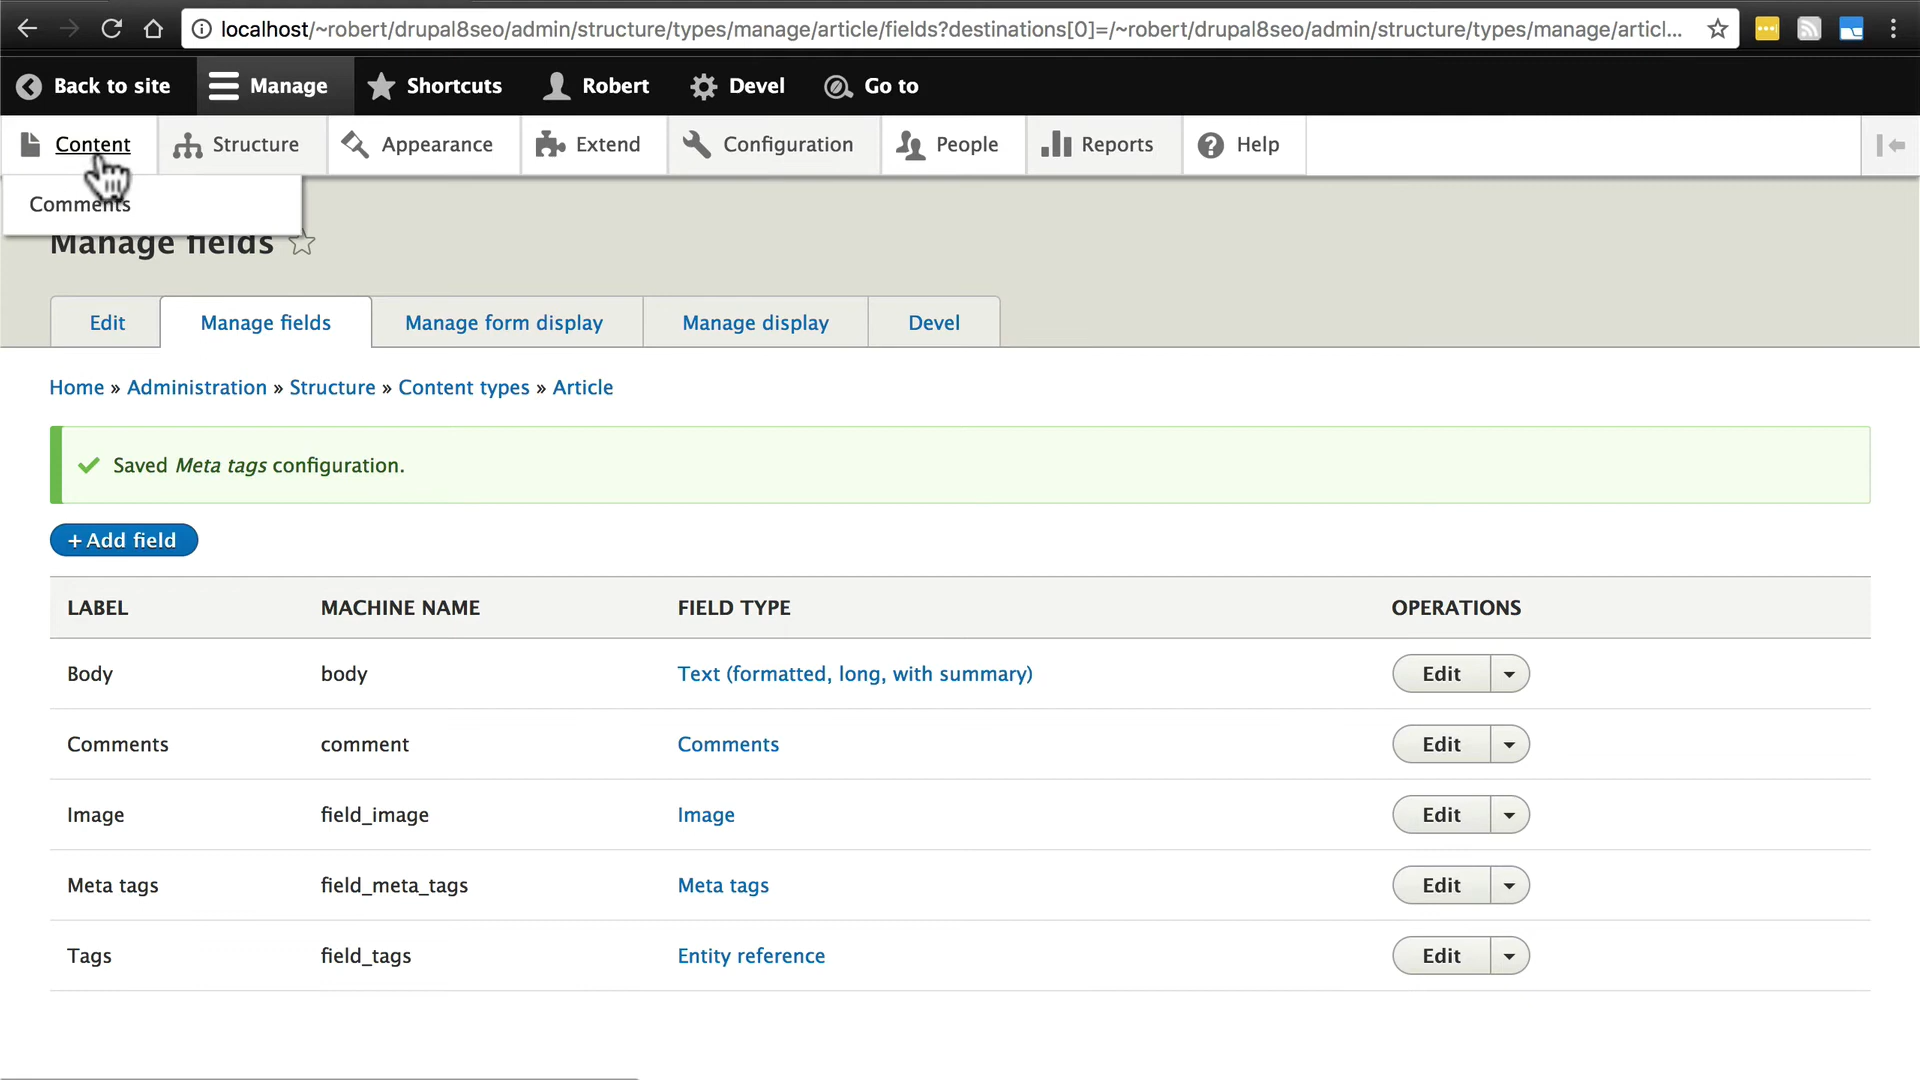 localhost/~robert/drupal8seo/admin/structure/types/manage/article/fields?destinations[0]=/~robert/drupal8seo/admin/structure/types/manage/articl...
Back to site Manage Shortcuts Robert Devel Go to
Content Structure Appearance Extend Configuration People Reports Help
Comments
Manage fields
Edit Manage fields Manage form display Manage display Devel
Home » Administration » Structure » Content types » Article
Saved Meta tags configuration.
+ Add field
LABEL MACHINE NAME FIELD TYPE OPERATIONS
Body body Text (formatted, long, with summary) Edit
Comments comment Comments Edit
Image field_image Image Edit
Meta tags field_meta_tags Meta tags Edit
Tags field_tags Entity reference Edit